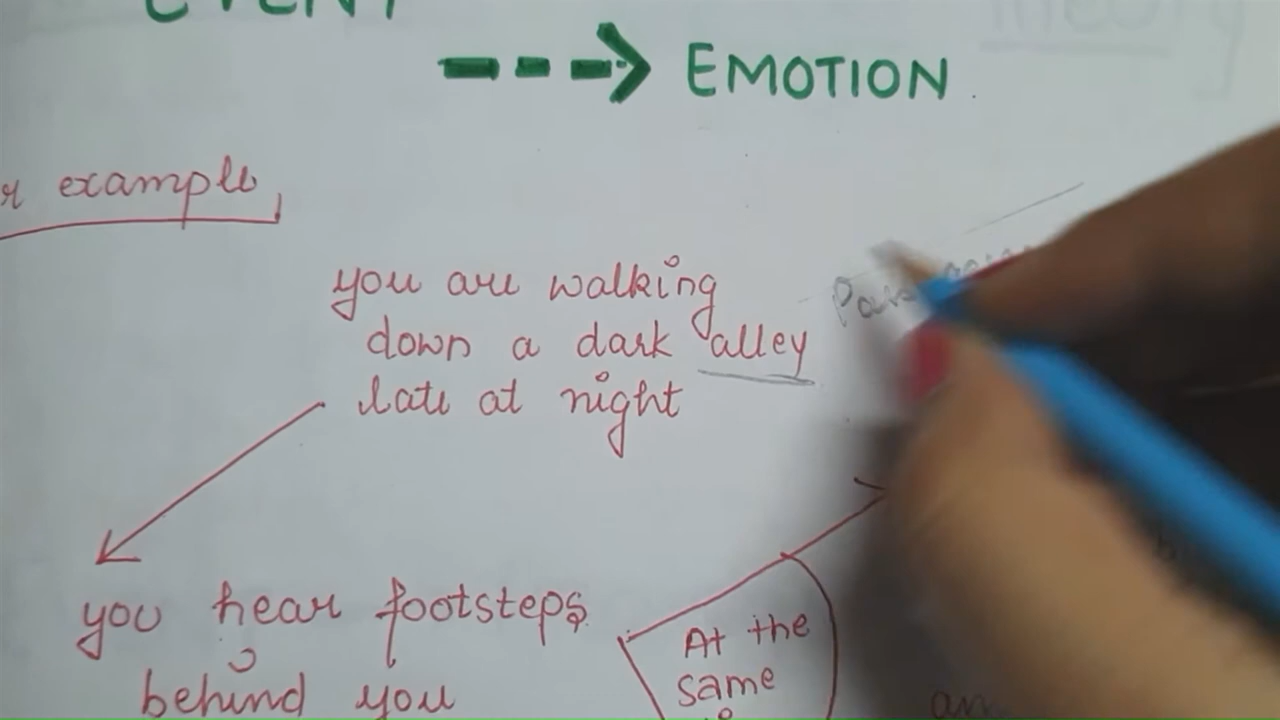 EVENT
EMOTION
example
you are walking
down a dark alley
late at night
you hear footsteps
behind you
At the
same